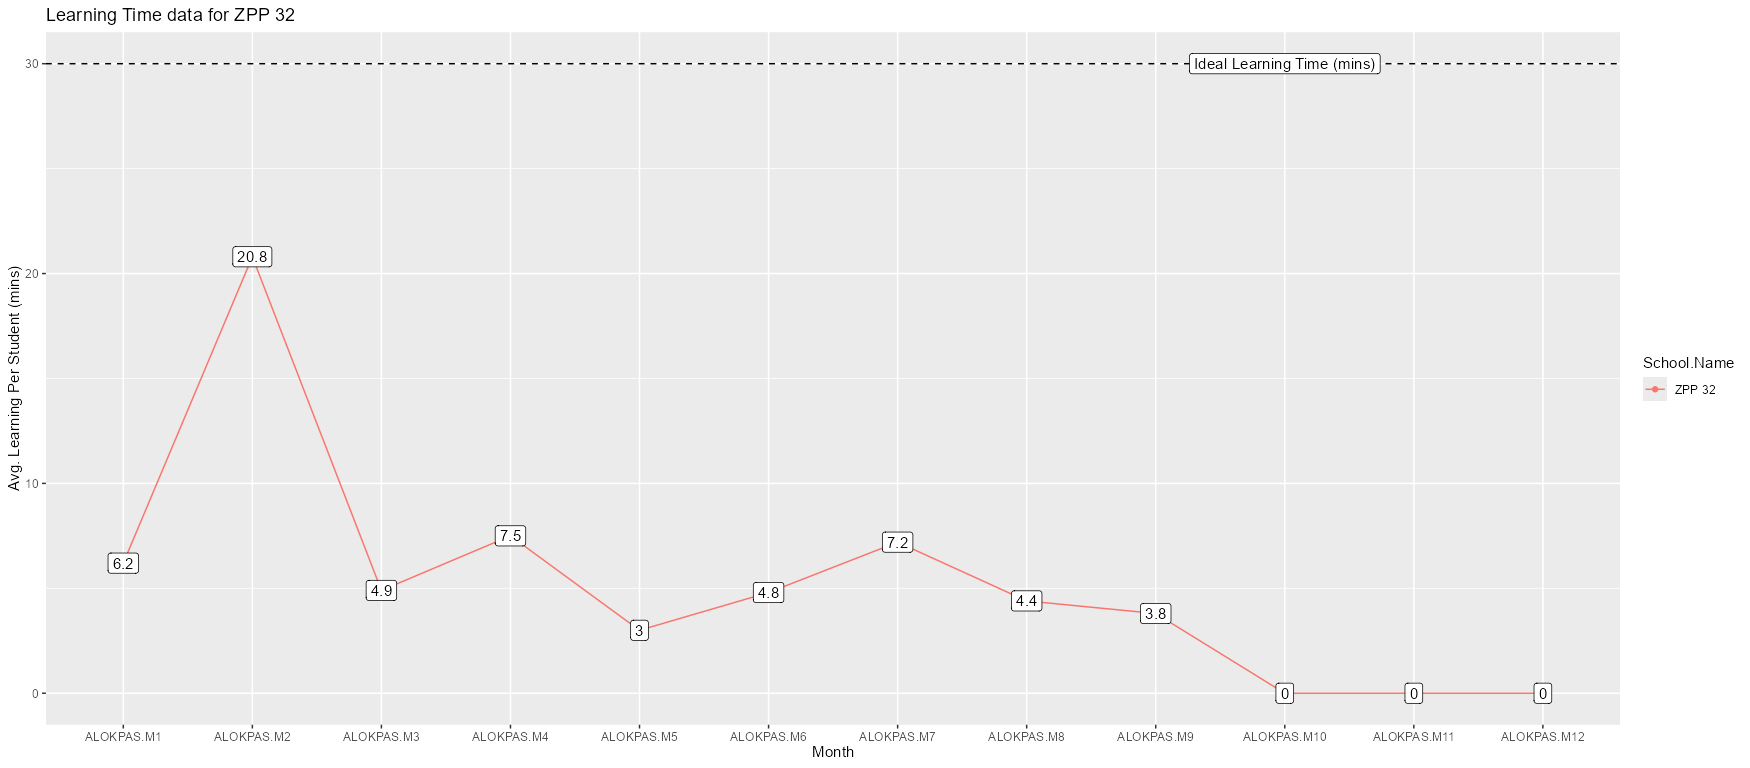 Learning Time data for ZPP 32
30
Ideal Learning Time (mins)
20
10
0
Avg. Learning Per Student (mins)
6.2
20.8
4.9
7.5
3
4.8
7.2
4.4
3.8
0
0
0
ALOKPAS.M1
ALOKPAS.M2
ALOKPAS.M3
ALOKPAS.M4
ALOKPAS.M5
ALOKPAS.M6
ALOKPAS.M7
ALOKPAS.M8
ALOKPAS.M9
ALOKPAS.M10
ALOKPAS.M11
ALOKPAS.M12
Month
School.Name
ZPP 32